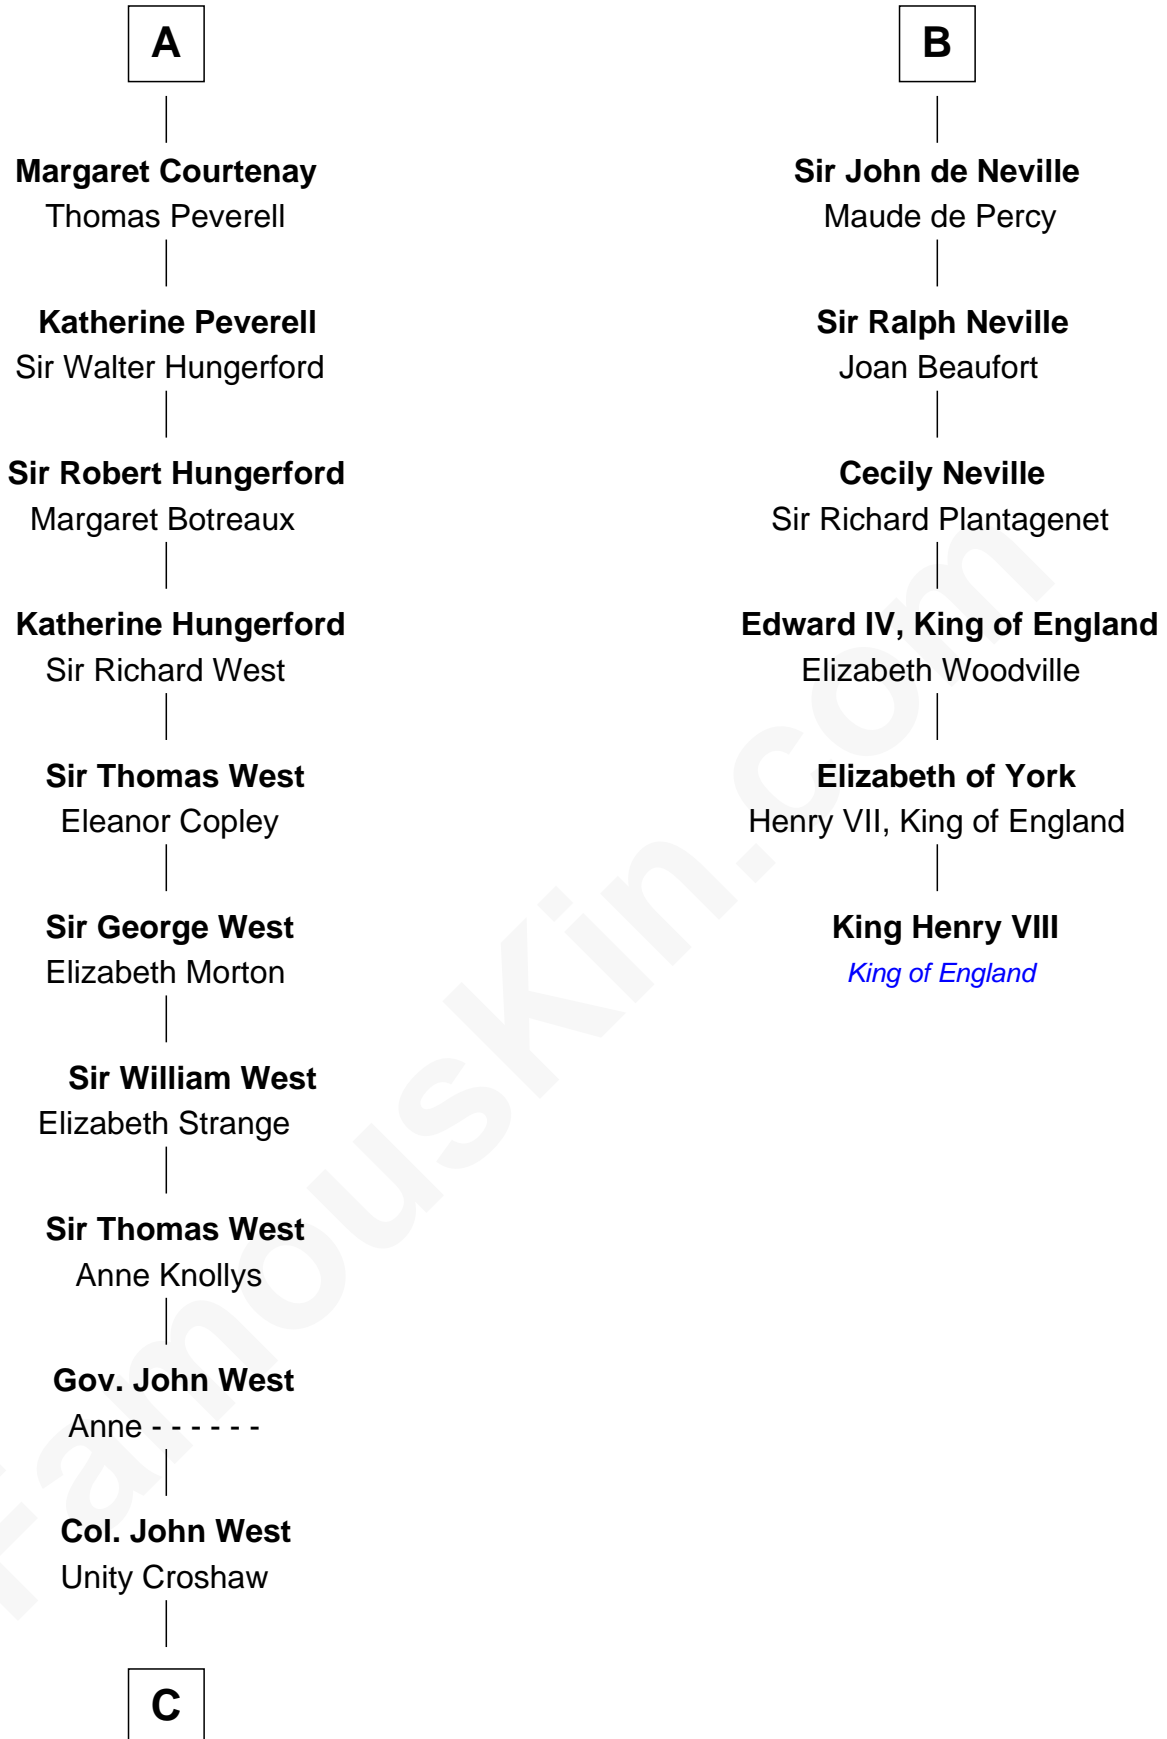 A
Margaret Courtenay
Thomas Peverell
Katherine Peverell
Sir Walter Hungerford
Sir Robert Hungerford
Margaret Botreaux
Katherine Hungerford
Sir Richard West
Sir Thomas West
Eleanor Copley
Sir George West
Elizabeth Morton
Sir William West
Elizabeth Strange
Sir Thomas West
Anne Knollys
Gov. John West
Anne - - - - - -
Col. John West
Unity Croshaw
C
B
Sir John de Neville
Maude de Percy
Sir Ralph Neville
Joan Beaufort
Cecily Neville
Sir Richard Plantagenet
Edward IV, King of England
Elizabeth Woodville
Elizabeth of York
Henry VII, King of England
King Henry VIII
King of England
FamousKin.com